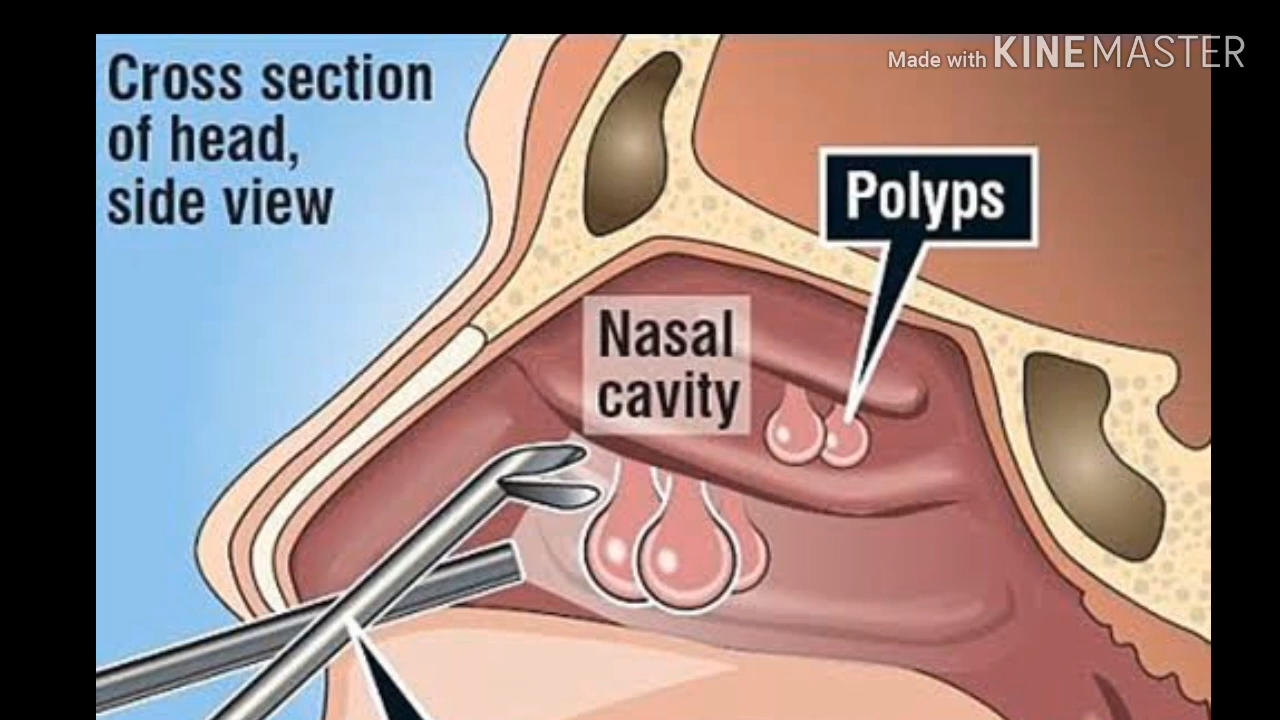 Cross section
of head,
side view
Made with KINEMASTER
Polyps
Nasal
cavity